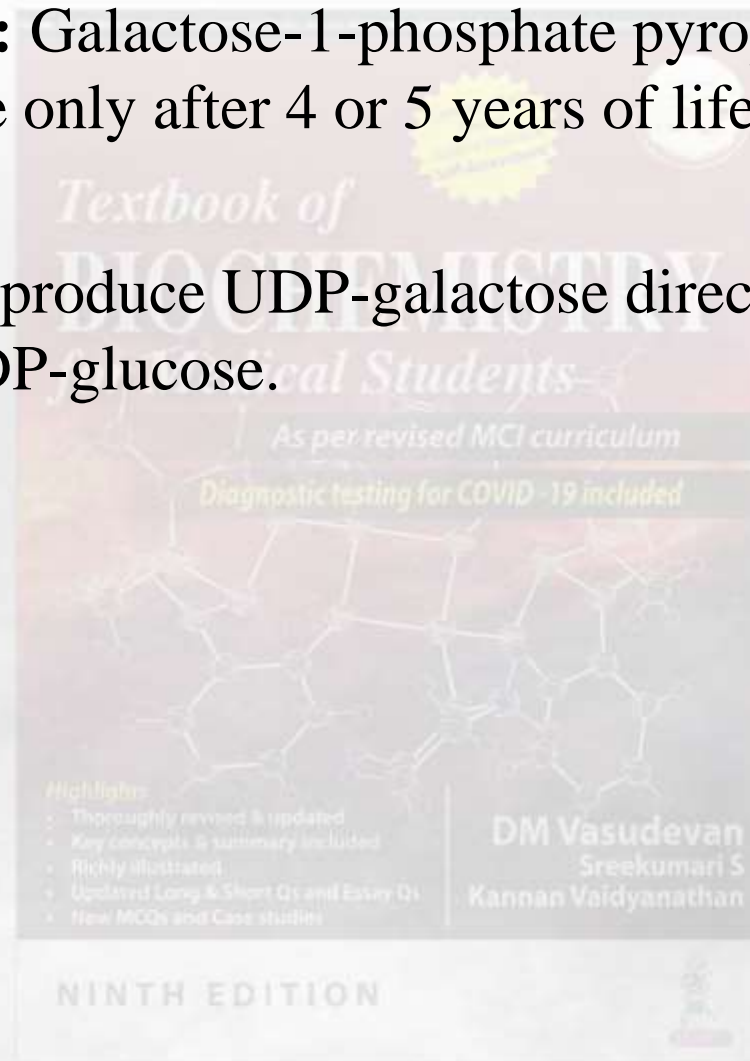 : Galactose-1-phosphate pyro
e only after 4 or 5 years of life
Textbook of
produce UDP-galactose direc
BIOCHEMISTRY
DP-glucose.
cal Students
As per revised MCI curriculum
Diagnostic testing for COVID -19 included
Highlights
• Thoroughly revised & updated
• Key concepts & summary included
• Richly illustrated
• Updated Long & Short Qs and Essay Qs
• New MCQs and Case studies
DM Vasudevan
Sreekumari S
Kannan Vaidyanathan
NINTH EDITION